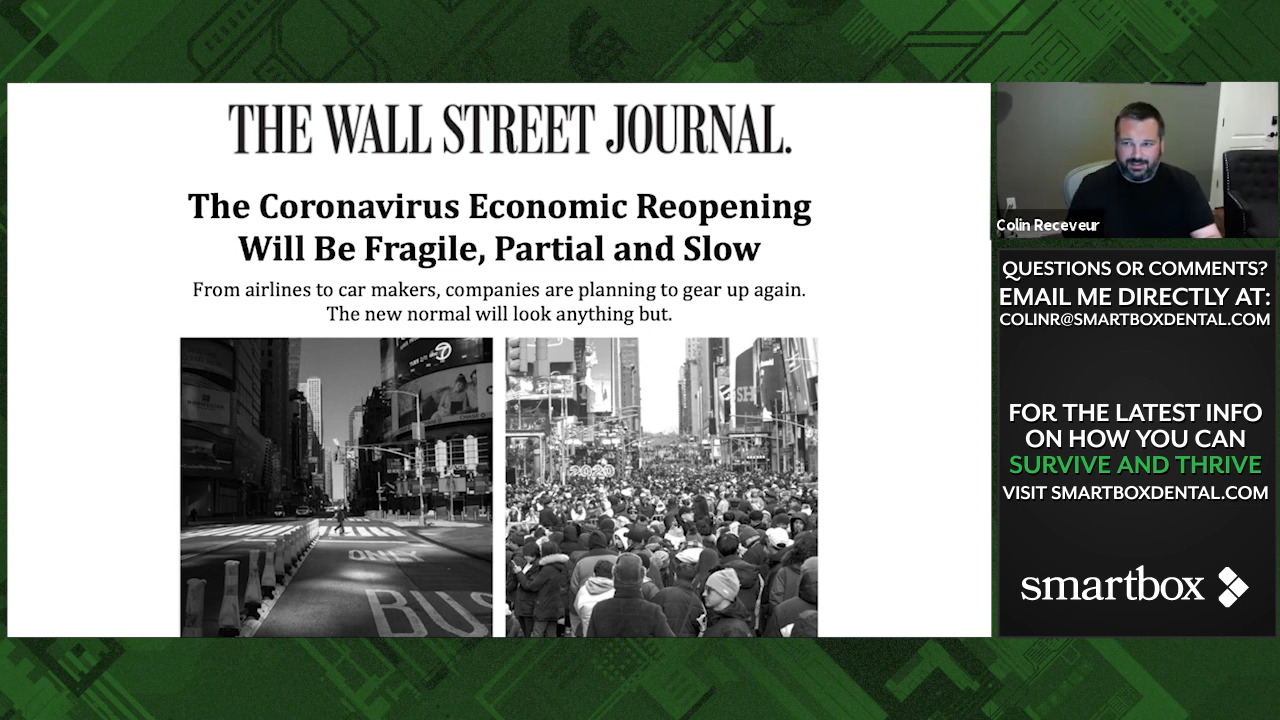 THE WALL STREET JOURNAL.
The Coronavirus Economic Reopening
Will Be Fragile, Partial and Slow
From airlines to car makers, companies are planning to gear up again.
The new normal will look anything but.
ONLY
BUS
2020
SH
Colin Receveur
QUESTIONS OR COMMENTS?
EMAIL ME DIRECTLY AT:
COLINR@SMARTBOXDENTAL.COM
FOR THE LATEST INFO
ON HOW YOU CAN
SURVIVE AND THRIVE
VISIT SMARTBOXDENTAL.COM
smartbox